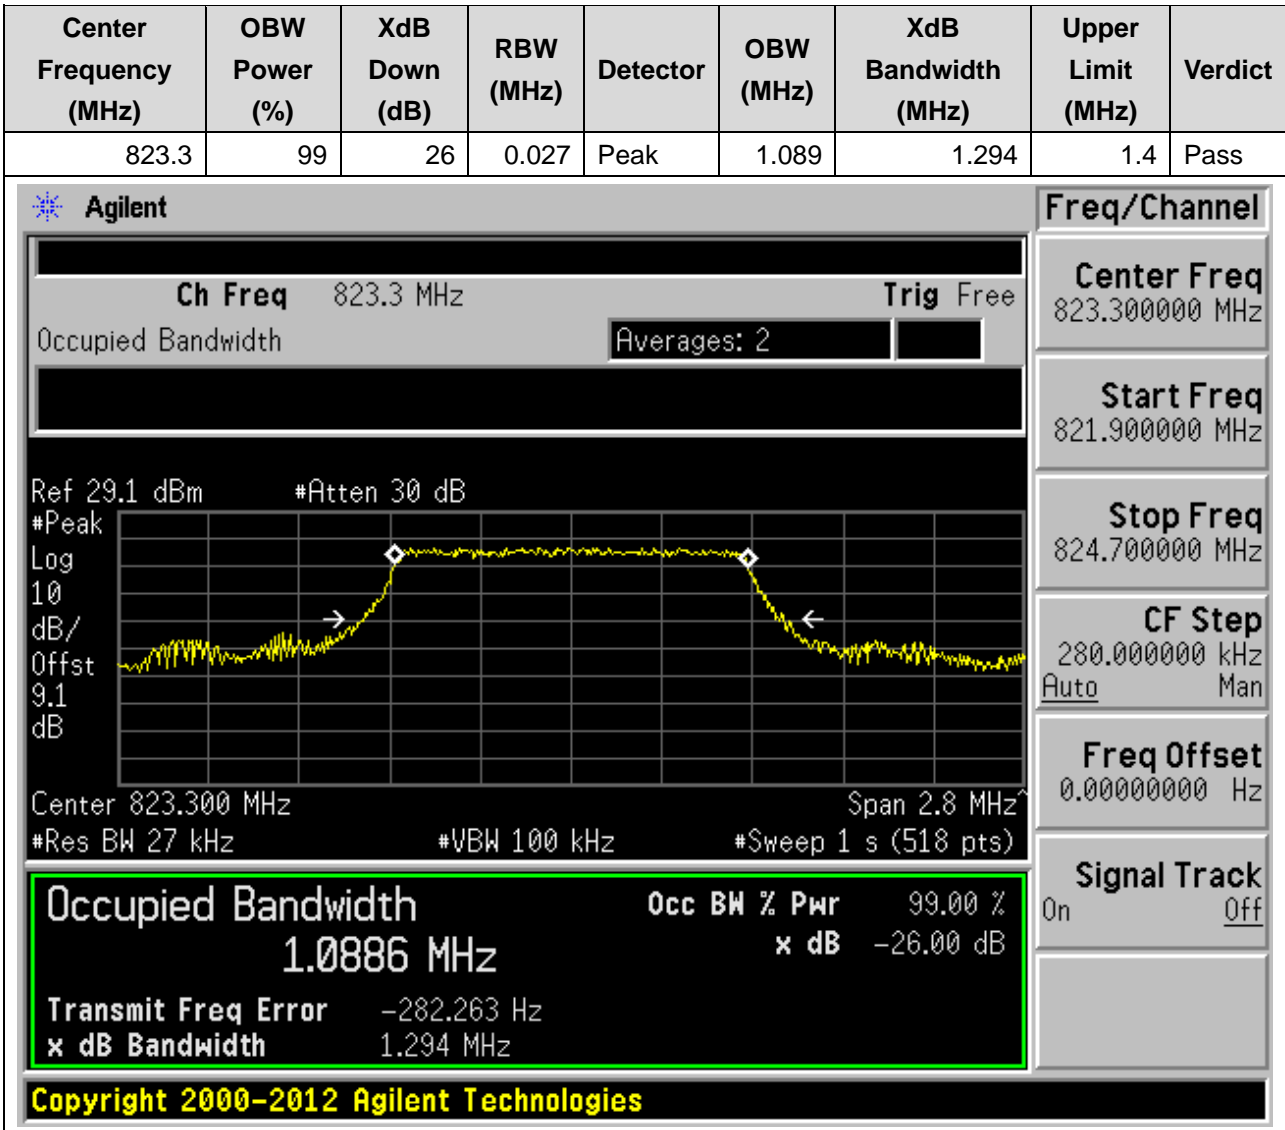 Center Frequency (MHz) OBW Power (%) XdB Down (dB) RBW (MHz) Detector OBW (MHz) XdB Bandwidth (MHz) Upper Limit (MHz) Verdict
823.3 99 26 0.027 Peak 1.089 1.294 1.4 Pass
Agilent
Freq/Channel
Ch Freq 823.3 MHz Trig Free
Occupied Bandwidth Averages: 2
Center Freq
823.300000 MHz
Start Freq
821.900000 MHz
Stop Freq
824.700000 MHz
CF Step
280.000000 kHz
Auto Man
Freq Offset
0.00000000 Hz
Signal Track
On Off
Ref 29.1 dBm #Atten 30 dB
#Peak
Log
10
dB/
Offst
9.1
dB
Center 823.300 MHz Span 2.8 MHz^
#Res BW 27 kHz #VBW 100 kHz #Sweep 1 s (518 pts)
Occupied Bandwidth Occ BW % Pwr 99.00 %
1.0886 MHz x dB -26.00 dB
Transmit Freq Error -282.263 Hz
x dB Bandwidth 1.294 MHz
Copyright 2000-2012 Agilent Technologies